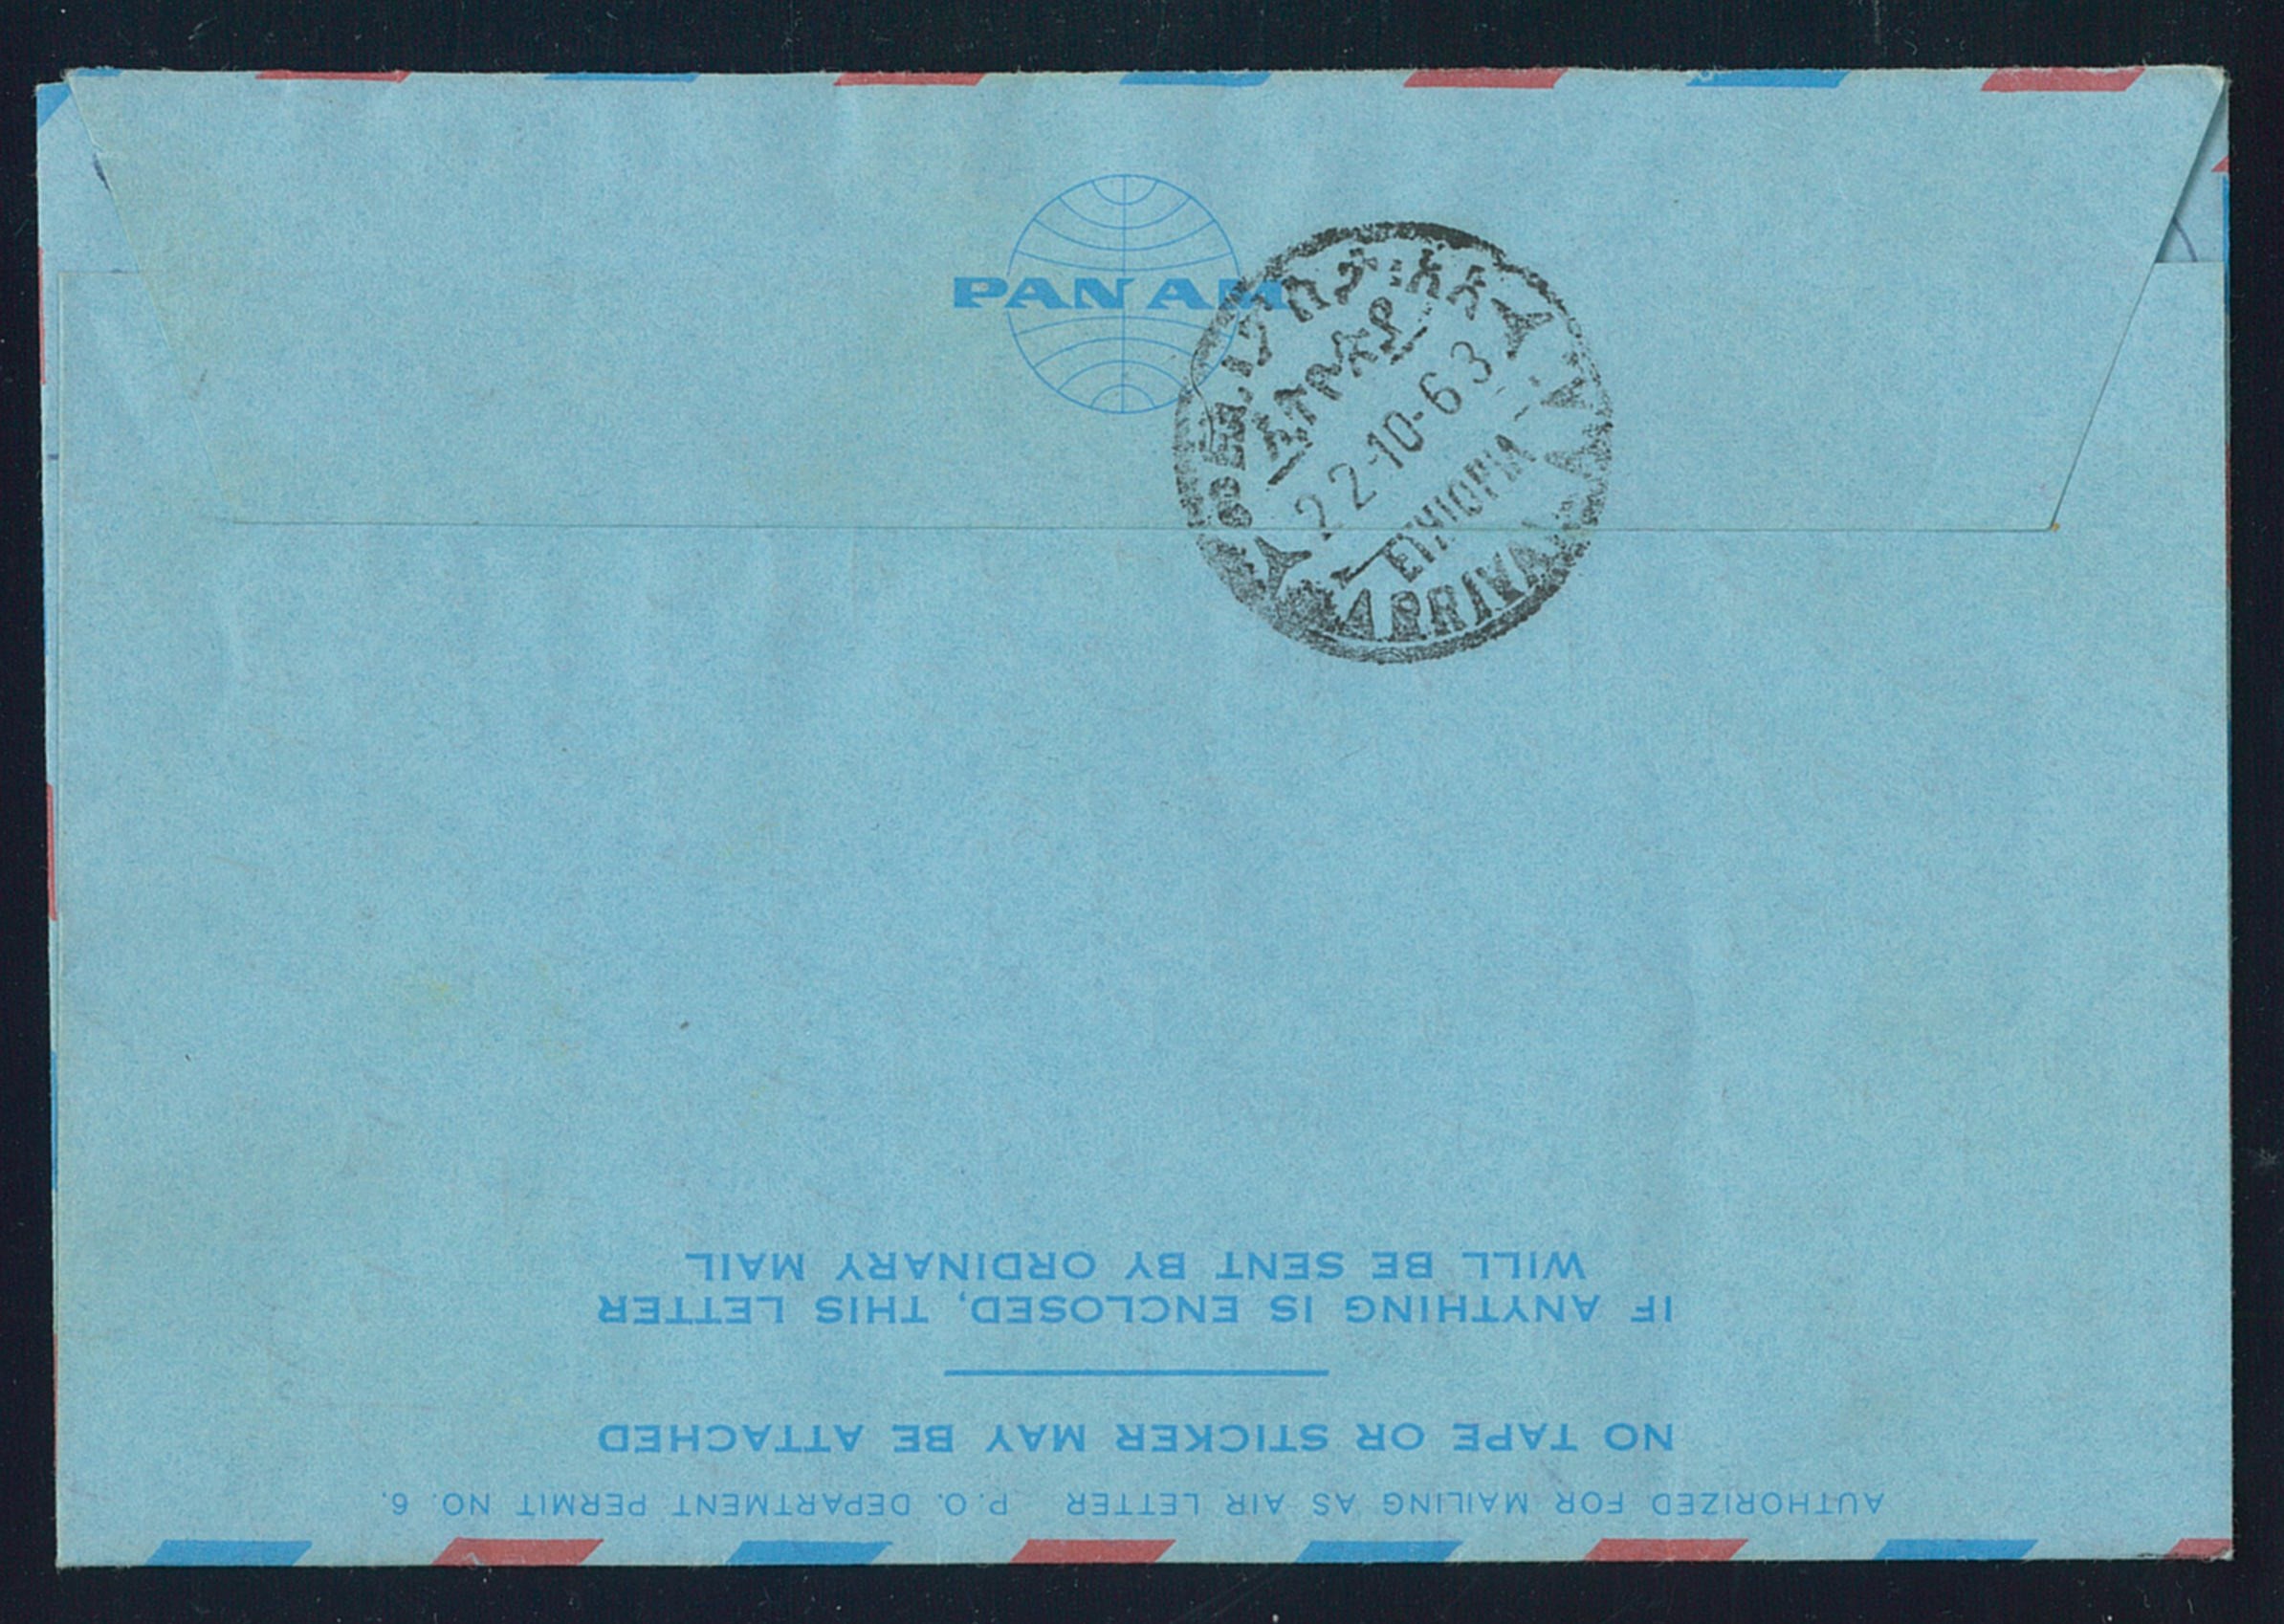 PAN AM
ኢትዮጵያ
22-10-63
ETHIOPIA
ARRIVAL
AUTHORIZED FOR MAILING AS AIR LETTER P.O. DEPARTMENT PERMIT NO. 6.
NO TAPE OR STICKER MAY BE ATTACHED
IF ANYTHING IS ENCLOSED, THIS LETTER
WILL BE SENT BY ORDINARY MAIL